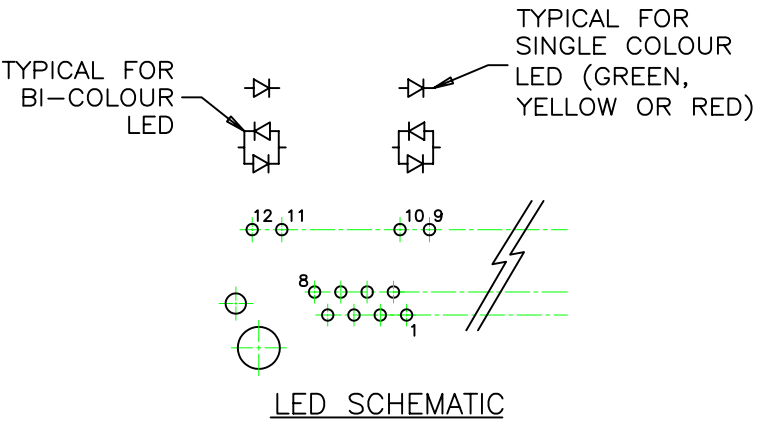 TYPICAL FOR
SINGLE COLOUR
LED (GREEN,
YELLOW OR RED)
TYPICAL FOR
BI-COLOUR
LED
12 11 10 9
8
1
LED SCHEMATIC